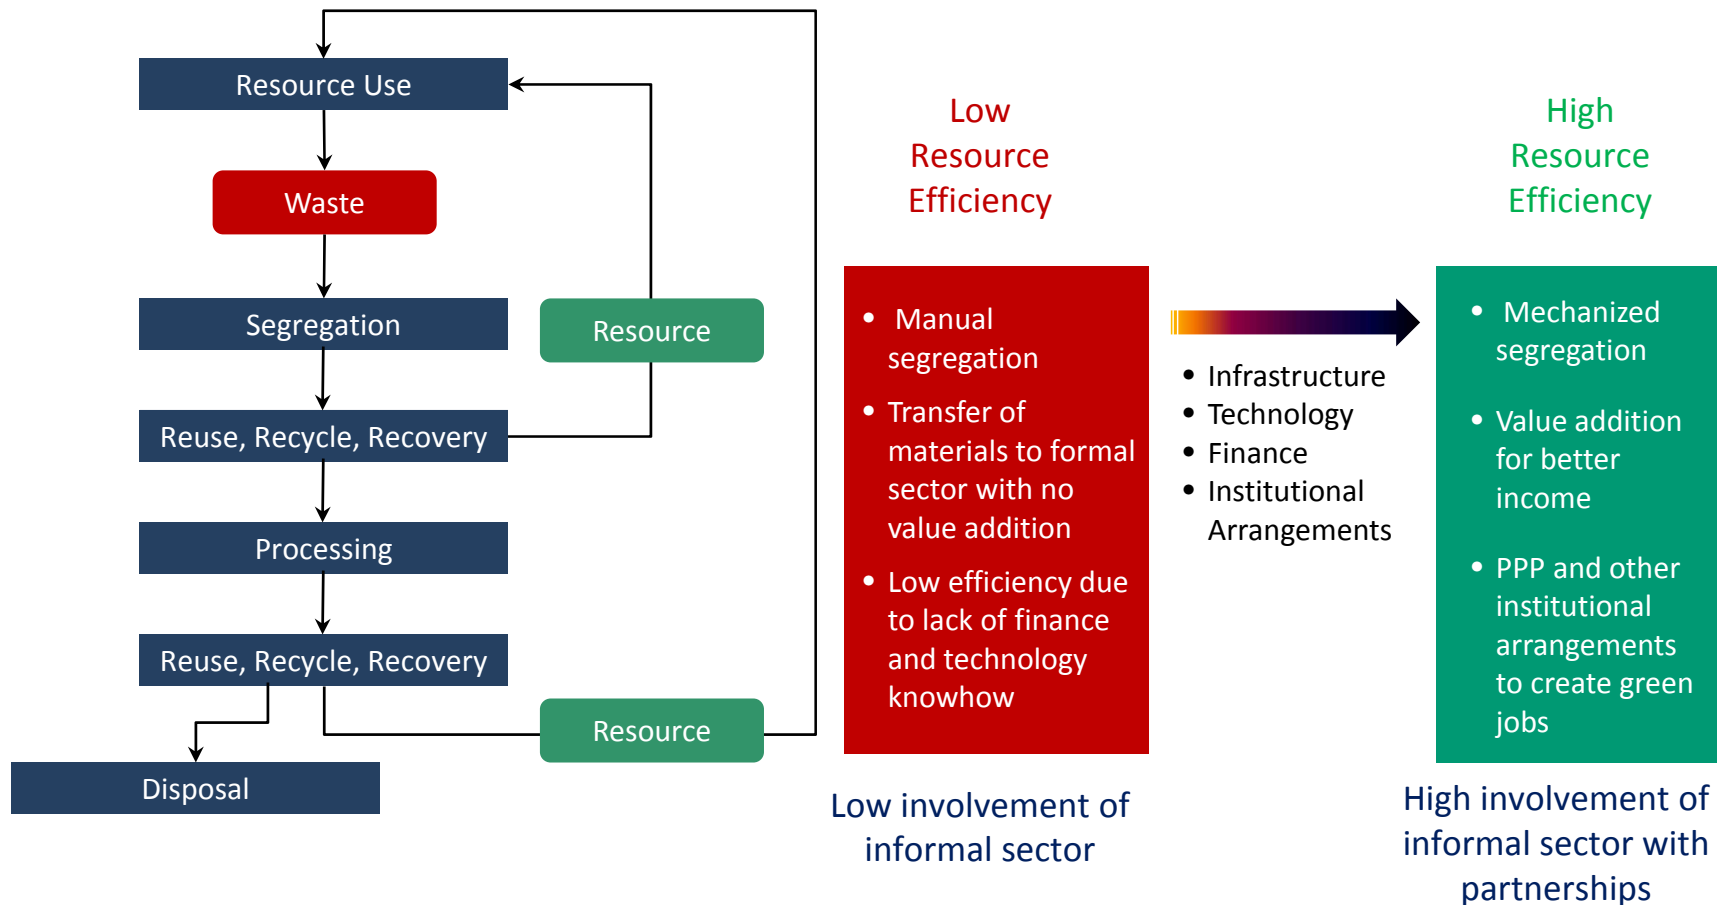 Resource Use
Waste
Segregation
Resource
Reuse, Recycle, Recovery
Processing
Reuse, Recycle, Recovery
Resource
Disposal
Low
Resource
Efficiency
• Manual
segregation
• Transfer of
materials to formal
sector with no
value addition
• Low efficiency due
to lack of finance
and technology
knowhow
Low involvement of
informal sector
• Infrastructure
• Technology
• Finance
• Institutional
Arrangements
High
Resource
Efficiency
• Mechanized
segregation
• Value addition
for better
income
• PPP and other
institutional
arrangements
to create green
jobs
High involvement of
informal sector with
partnerships